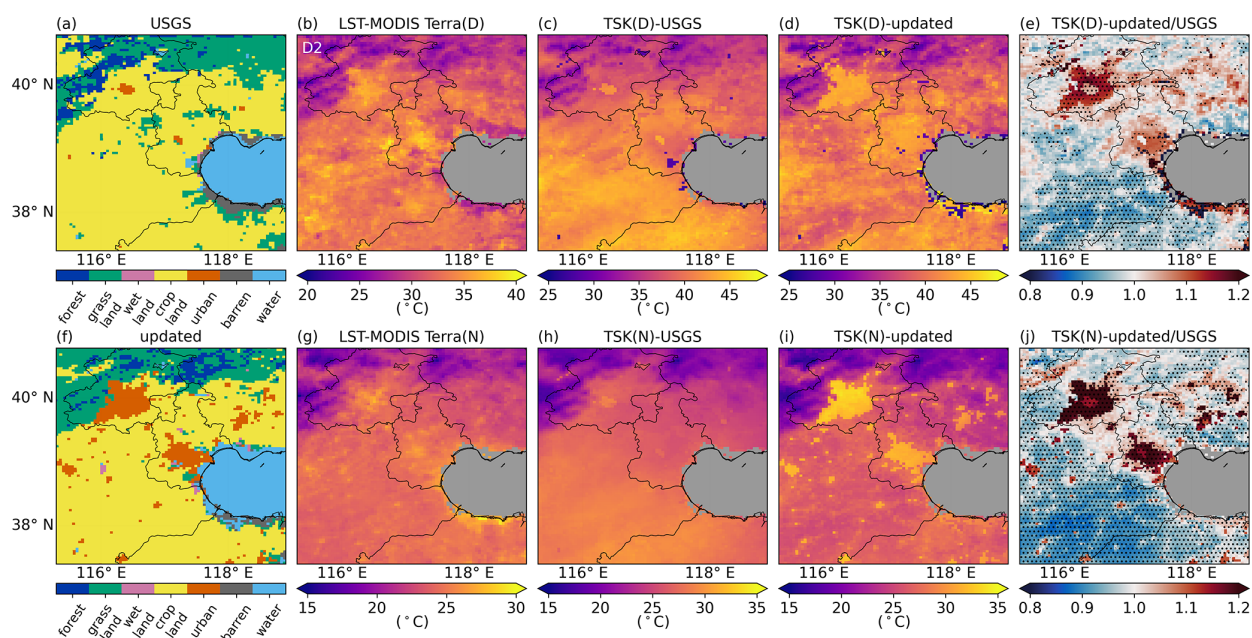 (a) USGS
(b) LST-MODIS Terra(D)
(c) TSK(D)-USGS
(d) TSK(D)-updated
(e) TSK(D)-updated/USGS
D2
40° N
38° N
116° E 118° E
116° E 118° E
116° E 118° E
116° E 118° E
116° E 118° E
forest
grass
land
wet
land
crop
land
urban
barren
water
20 25 30 35 40
(°C)
25 30 35 40 45
(°C)
25 30 35 40 45
(°C)
0.8 0.9 1.0 1.1 1.2
(f) updated
(g) LST-MODIS Terra(N)
(h) TSK(N)-USGS
(i) TSK(N)-updated
(j) TSK(N)-updated/USGS
40° N
38° N
116° E 118° E
116° E 118° E
116° E 118° E
116° E 118° E
116° E 118° E
forest
grass
land
wet
land
crop
land
urban
barren
water
15 20 25 30
(°C)
15 20 25 30 35
(°C)
15 20 25 30 35
(°C)
0.8 0.9 1.0 1.1 1.2